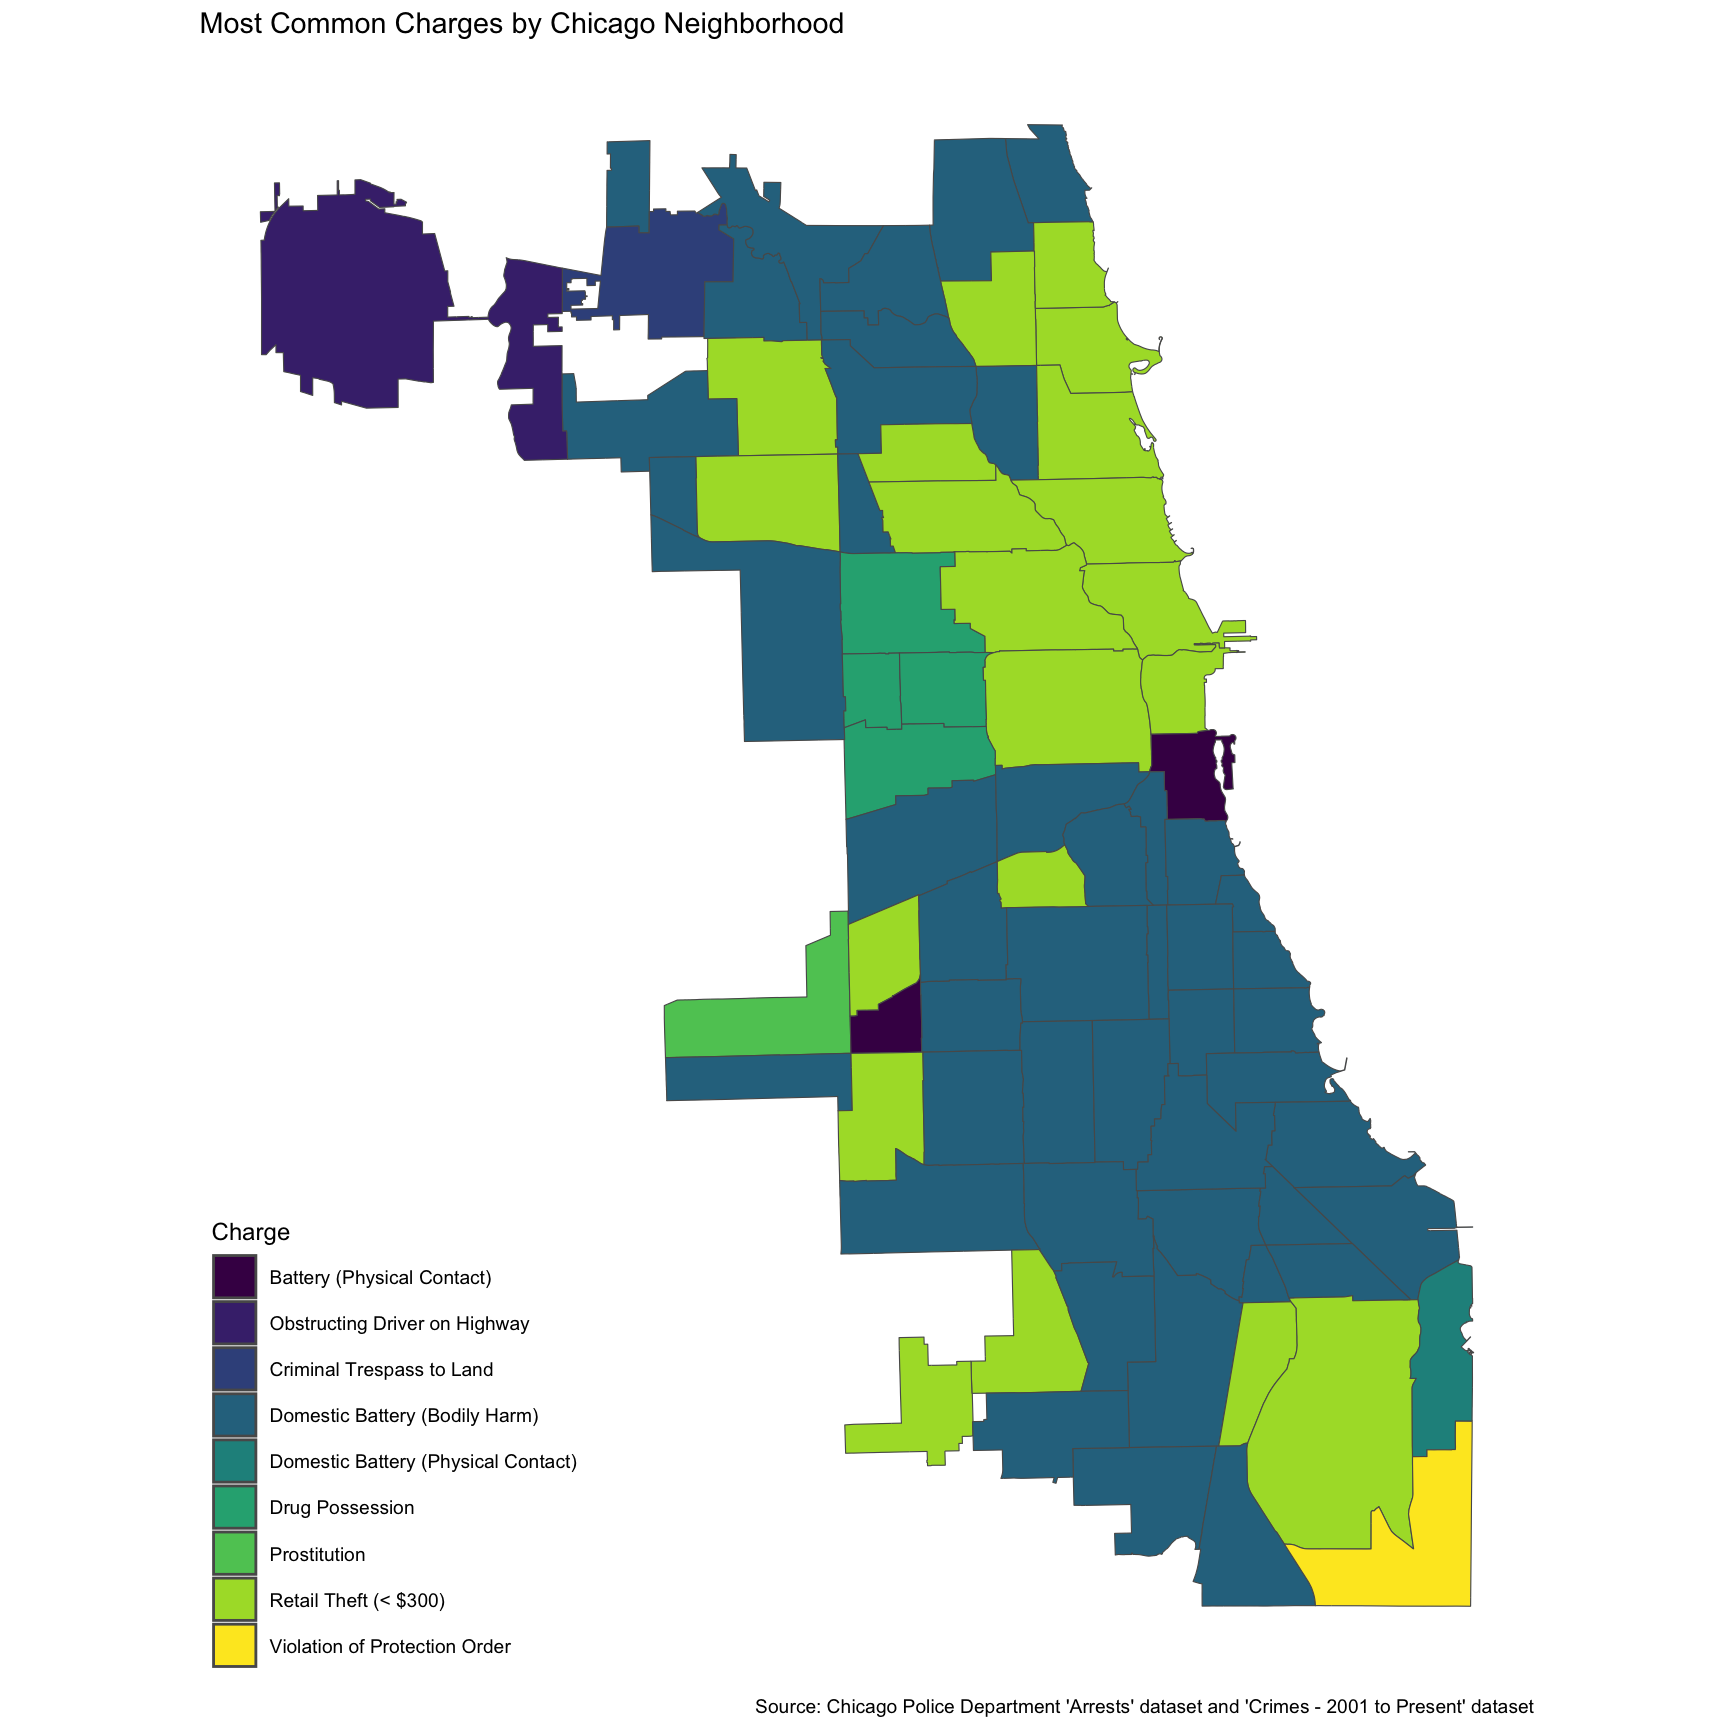 Most Common Charges by Chicago Neighborhood
Charge
Battery (Physical Contact)
Obstructing Driver on Highway
Criminal Trespass to Land
Domestic Battery (Bodily Harm)
Domestic Battery (Physical Contact)
Drug Possession
Prostitution
Retail Theft (< $300)
Violation of Protection Order
Source: Chicago Police Department 'Arrests' dataset and 'Crimes - 2001 to Present' dataset